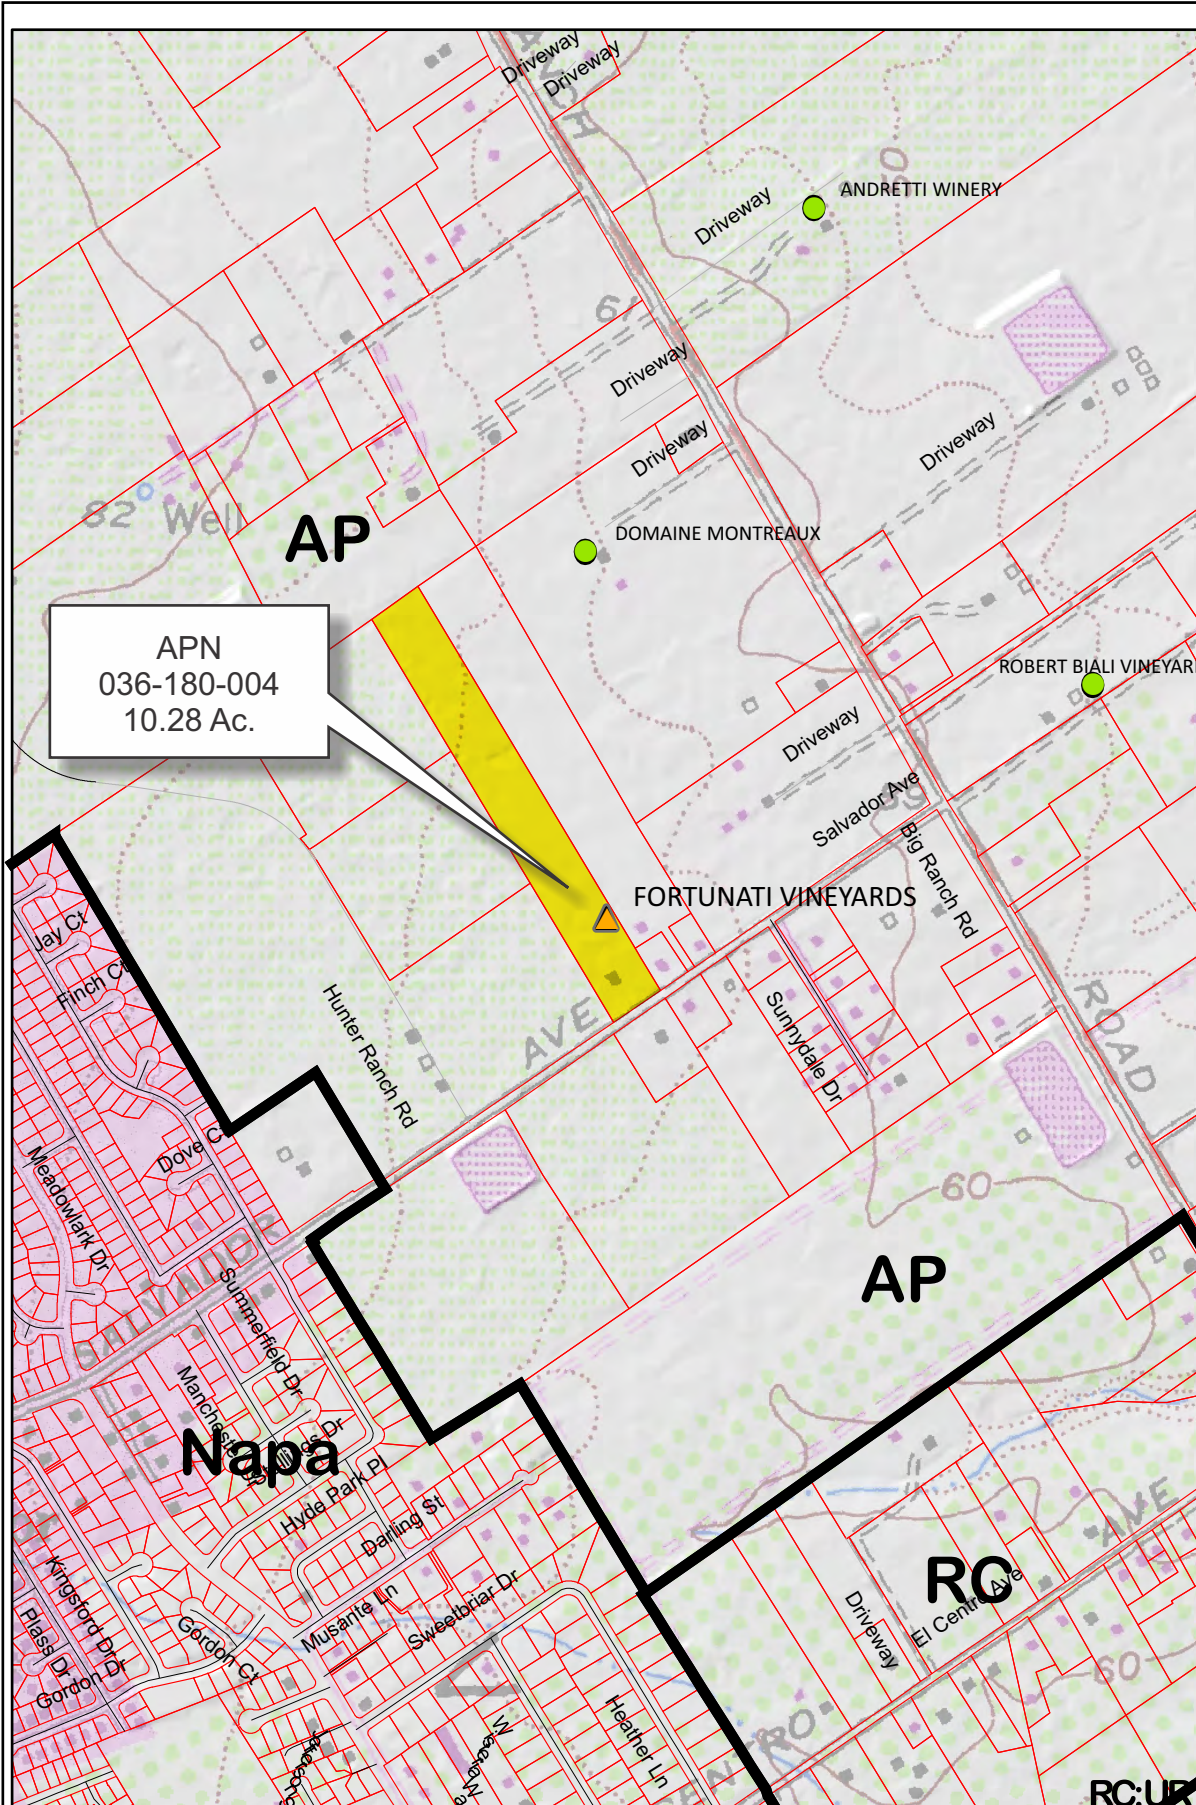 Driveway
Driveway
ANDRETTI WINERY
Driveway
61
Driveway
Driveway
Driveway
82 Well
AP
DOMAINE MONTREAUX
APN
036-180-004
10.28 Ac.
ROBERT BIALI VINEYAR
Driveway
Salvador Ave
Big Ranch Rd
FORTUNATI VINEYARDS
Jay Ct
Finch Ct
Hunter Ranch Rd
AVE
Sunnydale Dr
ROAD
Dove Ct
Meadowlark Dr
60
SALVADOR
AP
Summerfield Dr
Napa
Hyde Park Pl
Darling St
AVE
RC
El Centro Ave
Driveway
Kingsford Dr
Plass Dr
Gordon Dr
Gordon Ct
Musante Ln
Sweetbriar Dr
Heather Ln
60
RC:UR